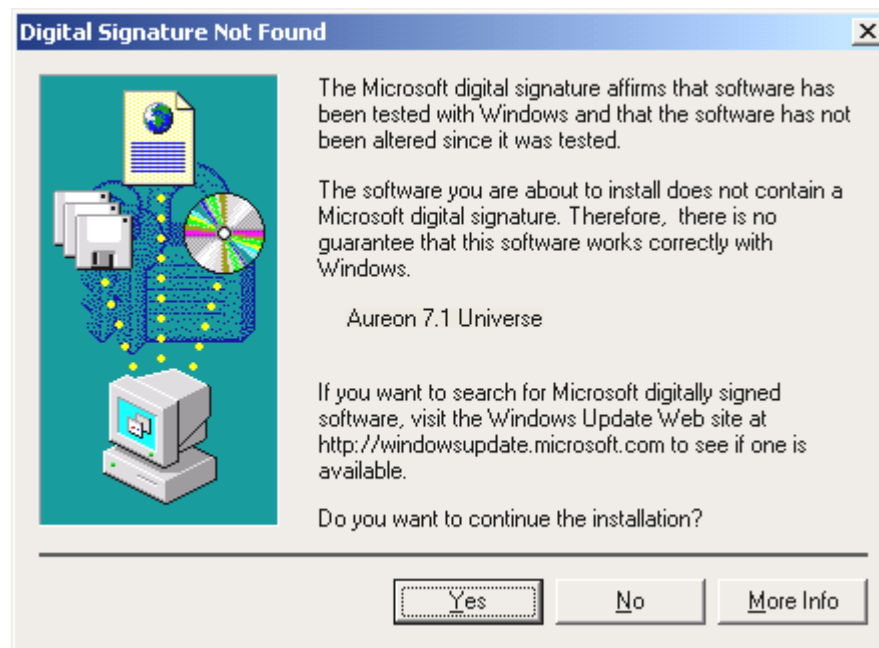 Digital Signature Not Found
The Microsoft digital signature affirms that software has
been tested with Windows and that the software has not
been altered since it was tested.
The software you are about to install does not contain a
Microsoft digital signature. Therefore,  there is no
guarantee that this software works correctly with
Windows.
Aureon 7.1 Universe
If you want to search for Microsoft digitally signed
software, visit the Windows Update Web site at
http://windowsupdate.microsoft.com to see if one is
available.
Do you want to continue the installation?
Yes No More Info